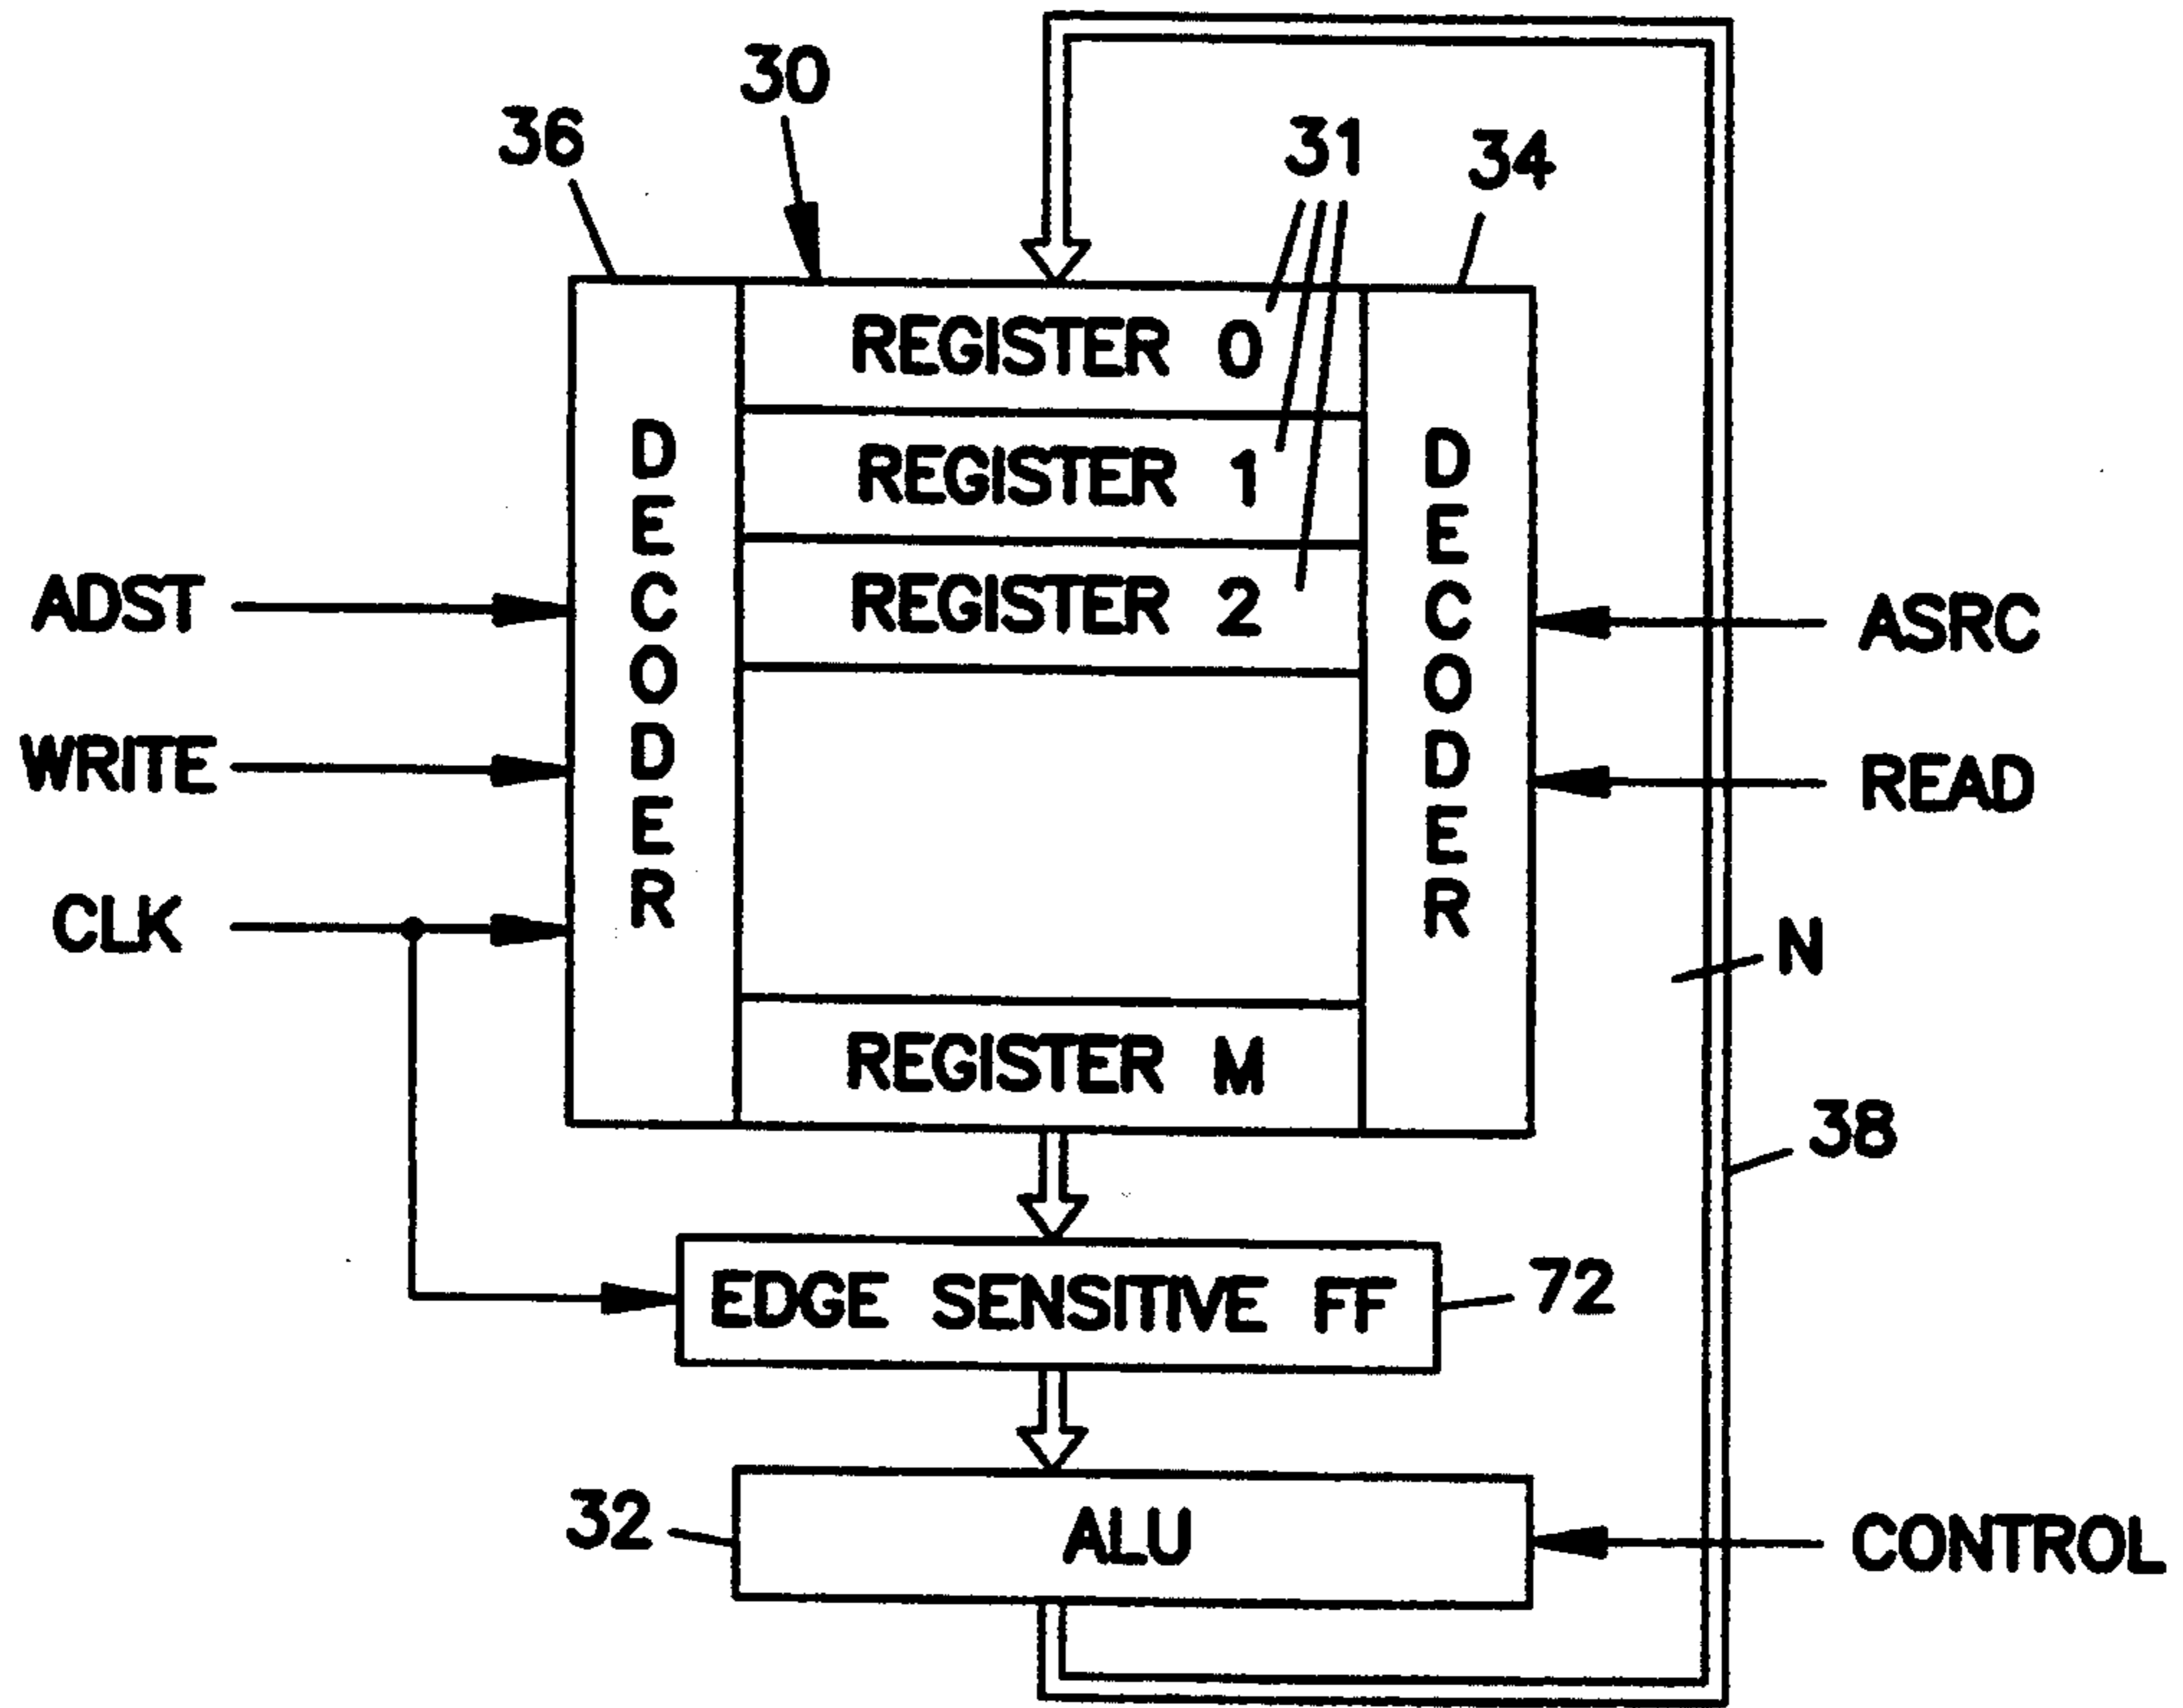 30
36
31
34
REGISTER 0
REGISTER 1
REGISTER 2
REGISTER M
DECODER
DECODER
ADST
WRITE
CLK
ASRC
READ
N
38
EDGE SENSITIVE FF
72
32
ALU
CONTROL